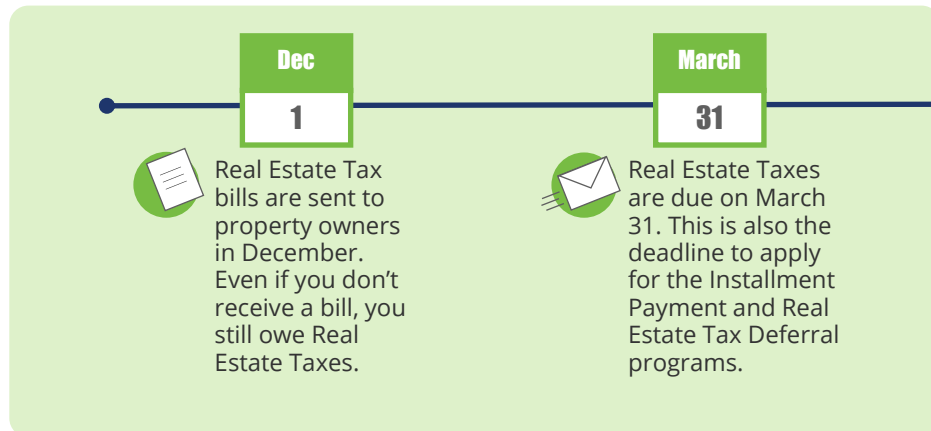 Dec
1
Real Estate Tax
bills are sent to
property owners
in December.
Even if you don’t
receive a bill, you
still owe Real
Estate Taxes.
March
31
Real Estate Taxes
are due on March
31. This is also the
deadline to apply
for the Installment
Payment and Real
Estate Tax Deferral
programs.